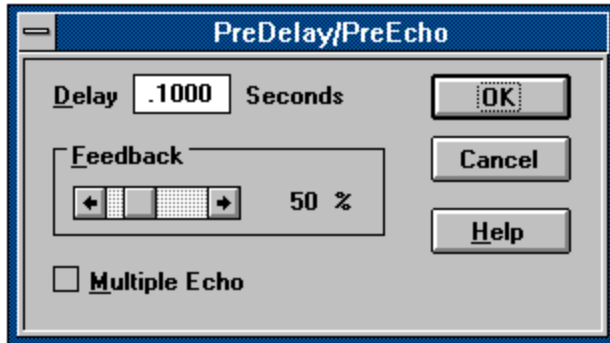 PreDelay/PreEcho
Delay .1000 Seconds
OK
Feedback
Cancel
50 %
Help
Multiple Echo